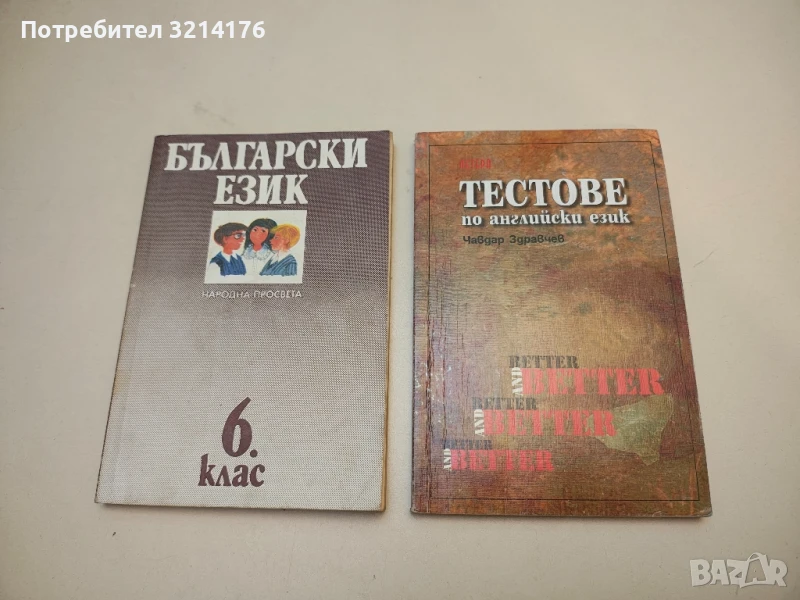 Потребител 3214176
БЪЛГАРСКИ
ЕЗИК
НАРОДНА ПРОСВЕТА
6.
клас
ТЕСТОВЕ
по английски език
Чавдар Здравчев
BETTER
AND BETTER
BETTER
AND BETTER
BETTER
AND BETTER
BAZAR